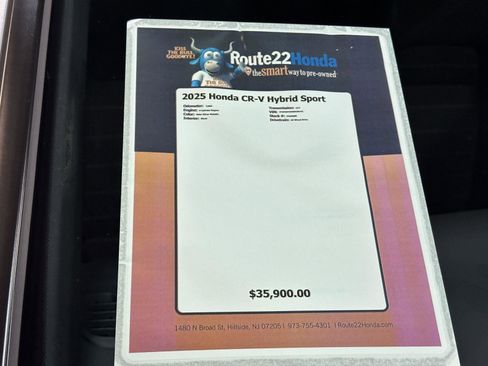 KISS
THE BULL
GOODBYE!
Route22Honda
the smart way to pre-owned
2025 Honda CR-V Hybrid Sport
Odometer:
Transmission:
Engine:
VIN:
Color:
Stock #:
Interior:
Drivetrain:
$35,900.00
1480 N Broad St, Hillside, NJ 07205 | 973-755-4301 | Route22Honda.com